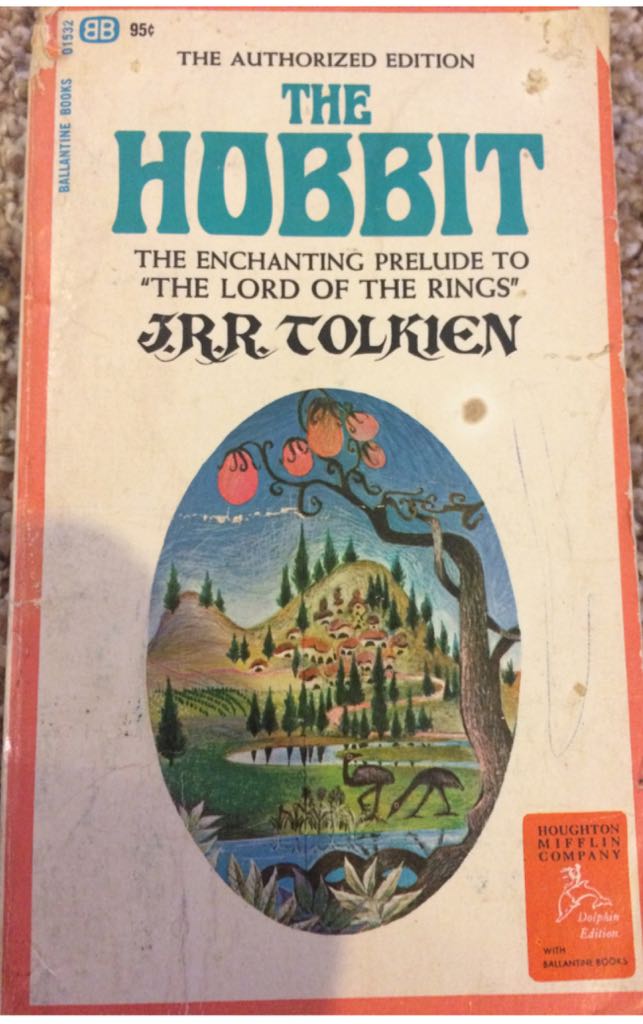 BALLANTINE BOOKS 01532
BB 95¢
THE AUTHORIZED EDITION
THE
HOBBIT
THE ENCHANTING PRELUDE TO
"THE LORD OF THE RINGS"
J.R.R. TOLKIEN
HOUGHTON
MIFFLIN
COMPANY
Dolphin
Edition
WITH
BALLANTINE BOOKS